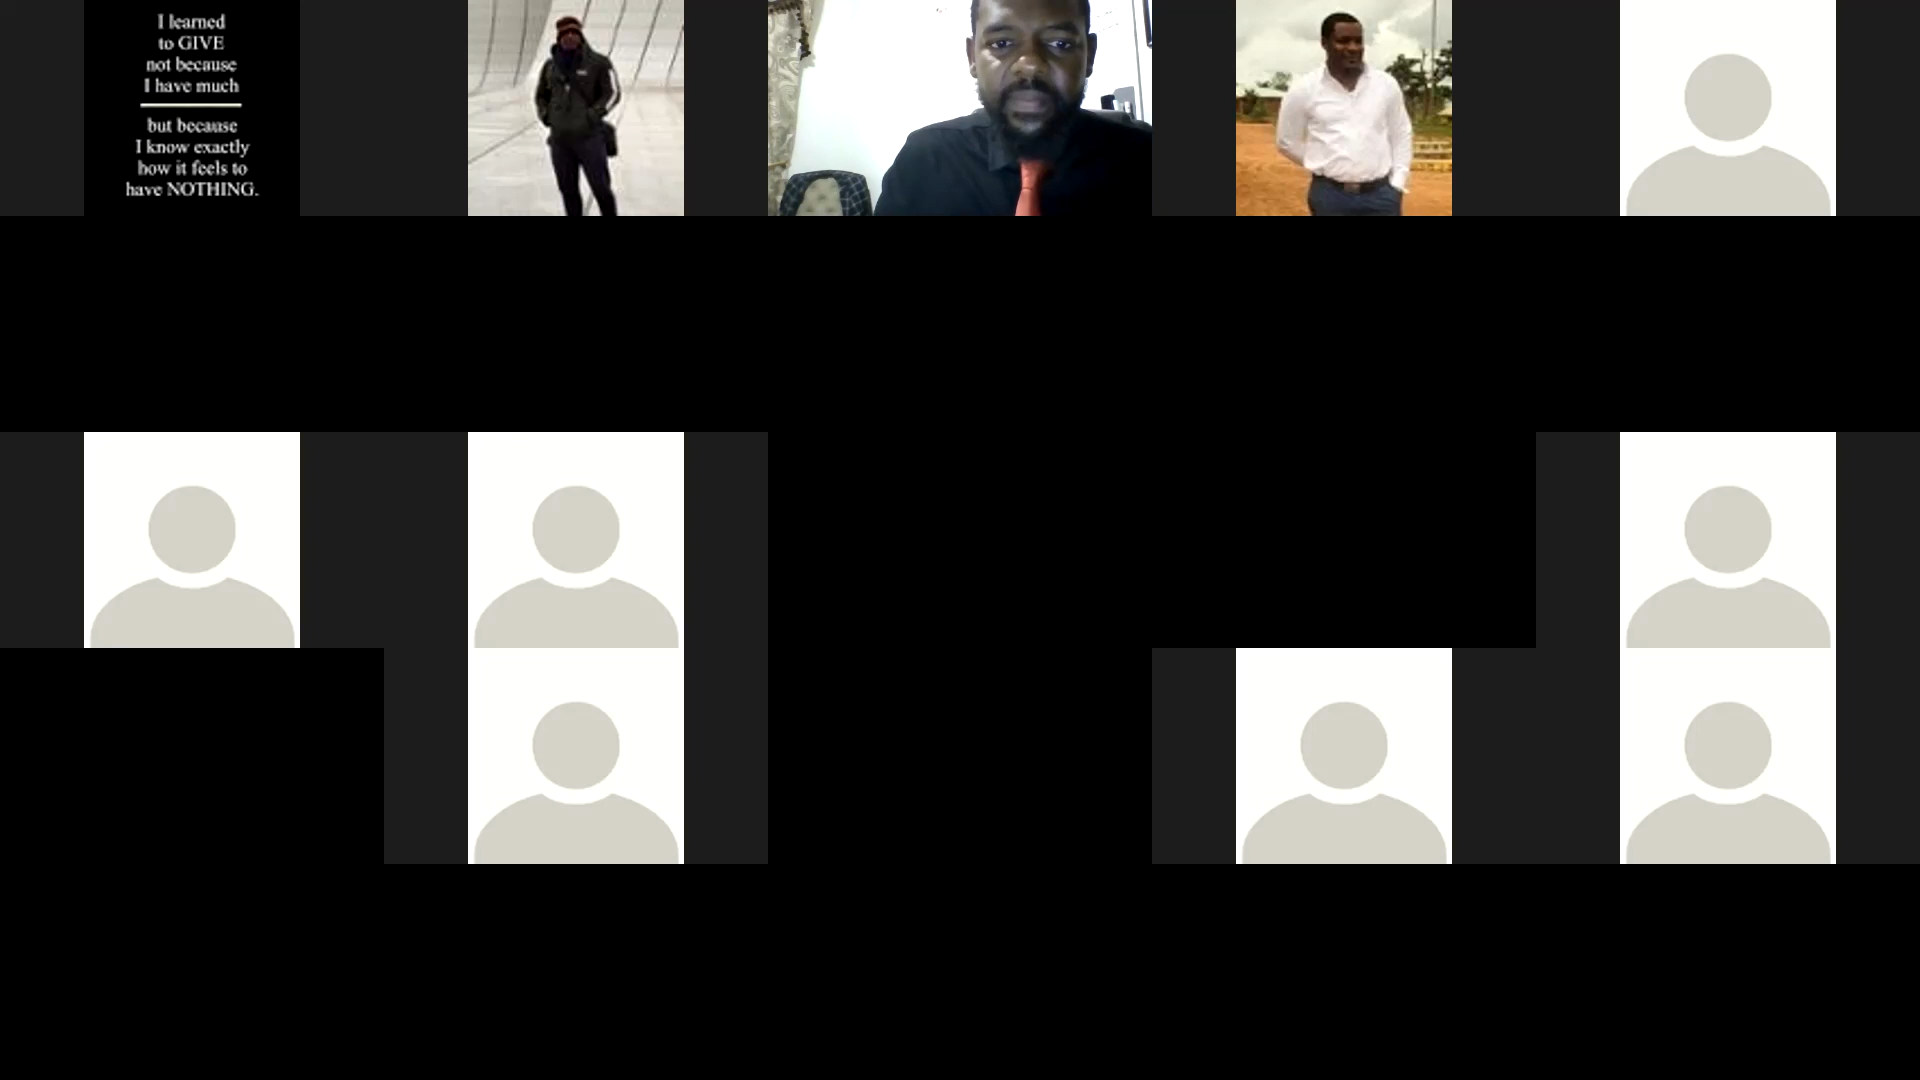 I learned
to GIVE
not because
I have much
but because
I know exactly
how it feels to
have NOTHING.